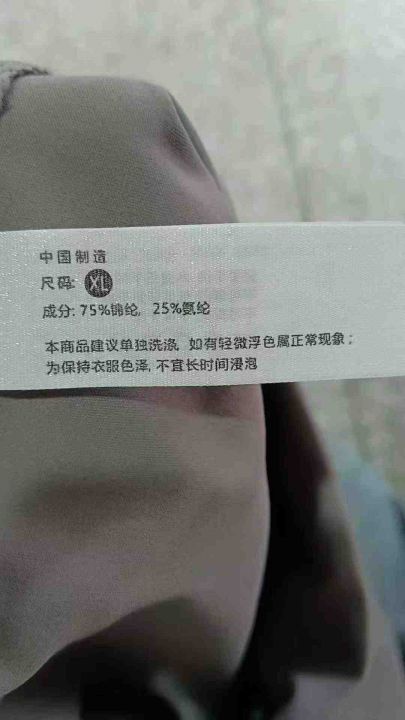 中国制造
尺码: XL
成分: 75%锦纶, 25%氨纶
本商品建议单独洗涤, 如有轻微浮色属正常现象;
为保持衣服色泽, 不宜长时间浸泡